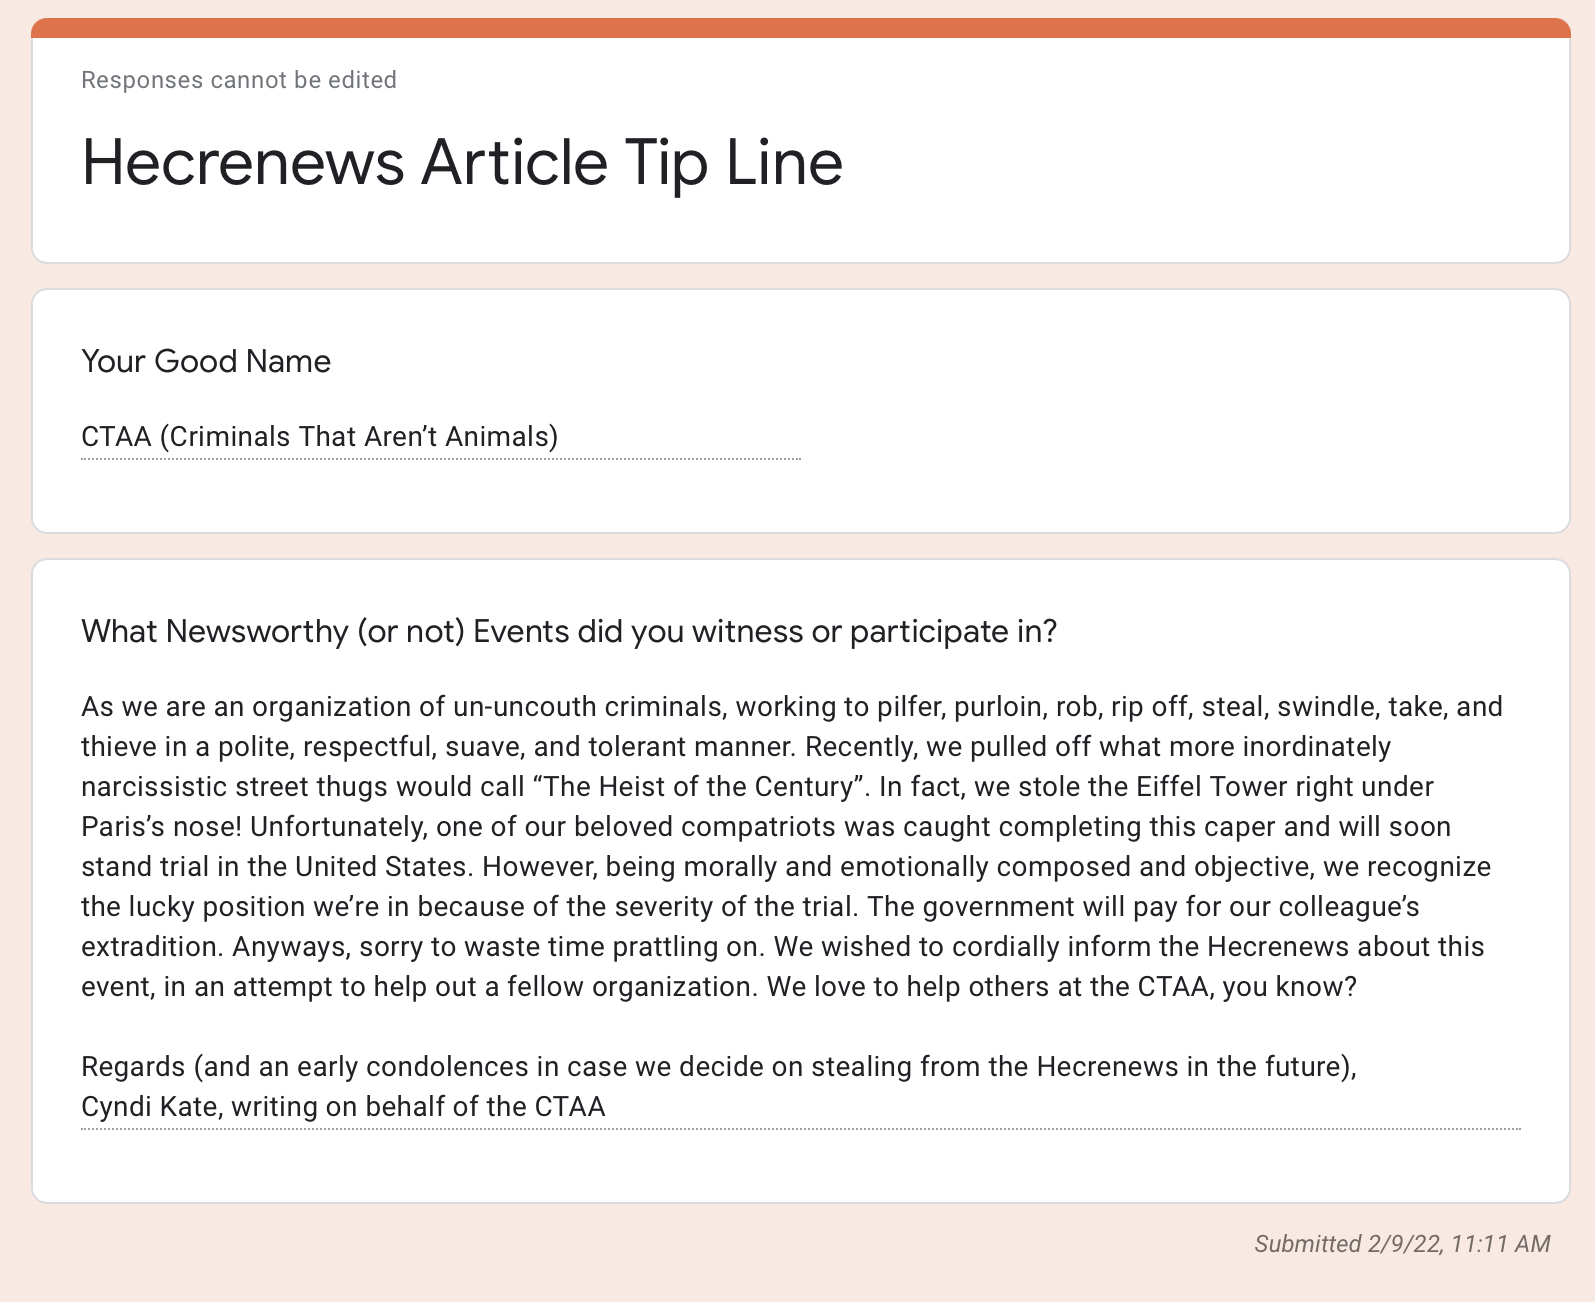 Responses cannot be edited
Hecrenews Article Tip Line
Your Good Name
CTAA (Criminals That Aren’t Animals)
What Newsworthy (or not) Events did you witness or participate in?
As we are an organization of un-uncouth criminals, working to pilfer, purloin, rob, rip off, steal, swindle, take, and
thieve in a polite, respectful, suave, and tolerant manner. Recently, we pulled off what more inordinately
narcissistic street thugs would call “The Heist of the Century”. In fact, we stole the Eiffel Tower right under
Paris’s nose! Unfortunately, one of our beloved compatriots was caught completing this caper and will soon
stand trial in the United States. However, being morally and emotionally composed and objective, we recognize
the lucky position we’re in because of the severity of the trial. The government will pay for our colleague’s
extradition. Anyways, sorry to waste time prattling on. We wished to cordially inform the Hecrenews about this
event, in an attempt to help out a fellow organization. We love to help others at the CTAA, you know?
Regards (and an early condolences in case we decide on stealing from the Hecrenews in the future),
Cyndi Kate, writing on behalf of the CTAA
Submitted 2/9/22, 11:11 AM